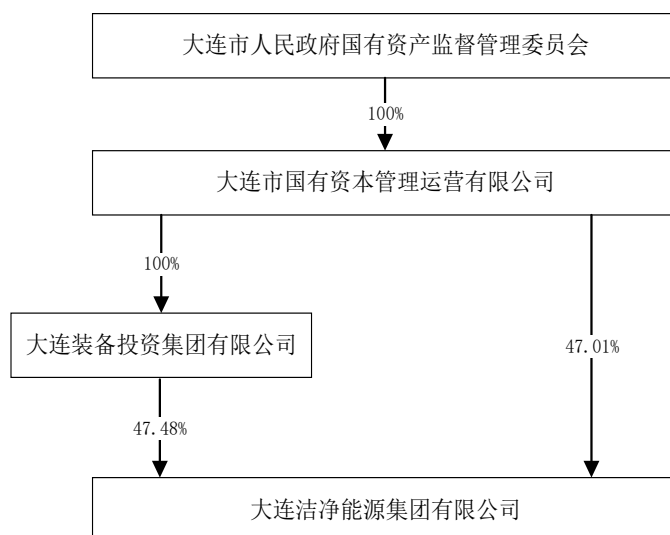 大连市人民政府国有资产监督管理委员会
100%
大连市国有资本管理运营有限公司
100%
大连装备投资集团有限公司
47.01%
47.48%
大连洁净能源集团有限公司